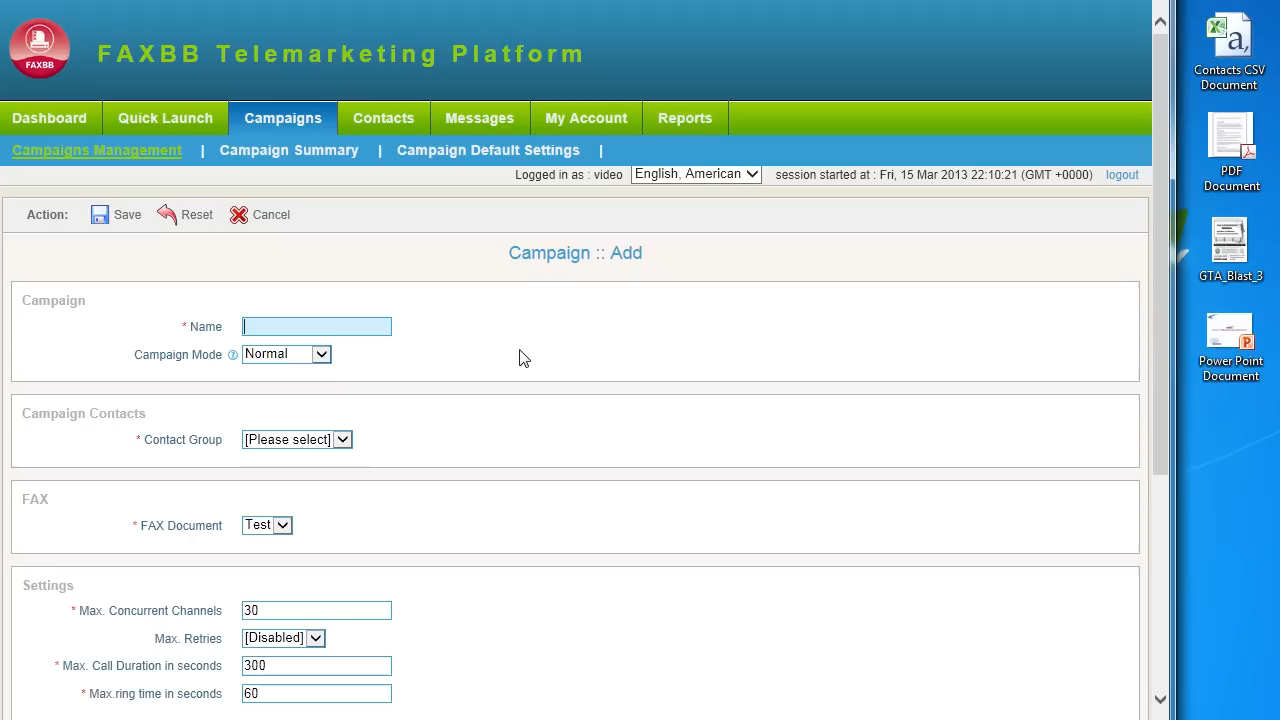 FAXBB
FAXBB Telemarketing Platform
Dashboard Quick Launch Campaigns Contacts Messages My Account Reports
Campaigns Management | Campaign Summary | Campaign Default Settings |
Logged in as : video English, American session started at : Fri, 15 Mar 2013 22:10:21 (GMT +0000) logout
Action: Save Reset Cancel
Campaign :: Add
Campaign
* Name
Campaign Mode Normal
Campaign Contacts
* Contact Group [Please select]
FAX
* FAX Document Test
Settings
* Max. Concurrent Channels 30
Max. Retries [Disabled]
* Max. Call Duration in seconds 300
* Max.ring time in seconds 60
Contacts CSV
Document
PDF
Document
GTA_Blast_3
Power Point
Document